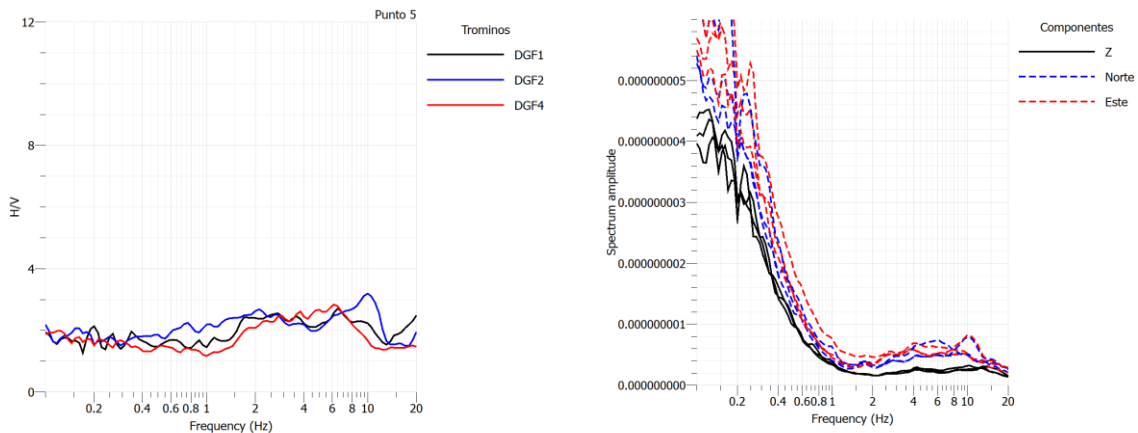 Punto 5
Trominos
DGF1
DGF2
DGF4
12
8
4
0
H/V
0.2 0.4 0.6 0.8 1 2 4 6 8 10 20
Frequency (Hz)
Componentes
Z
Norte
Este
0.000000005
0.000000004
0.000000003
0.000000002
0.000000001
0.000000000
Spectrum amplitude
0.2 0.4 0.6 0.8 1 2 4 6 8 10 20
Frequency (Hz)